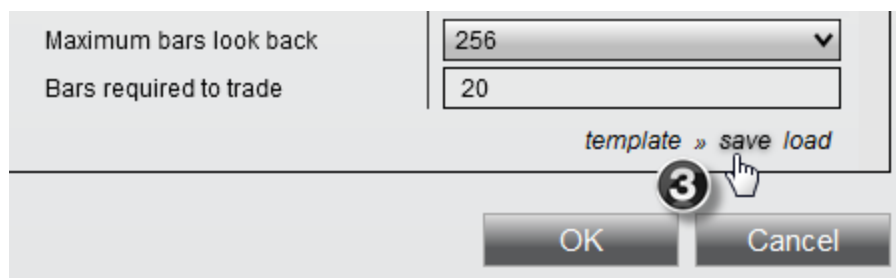 Maximum bars look back 256
Bars required to trade 20
template » save load
3
OK Cancel